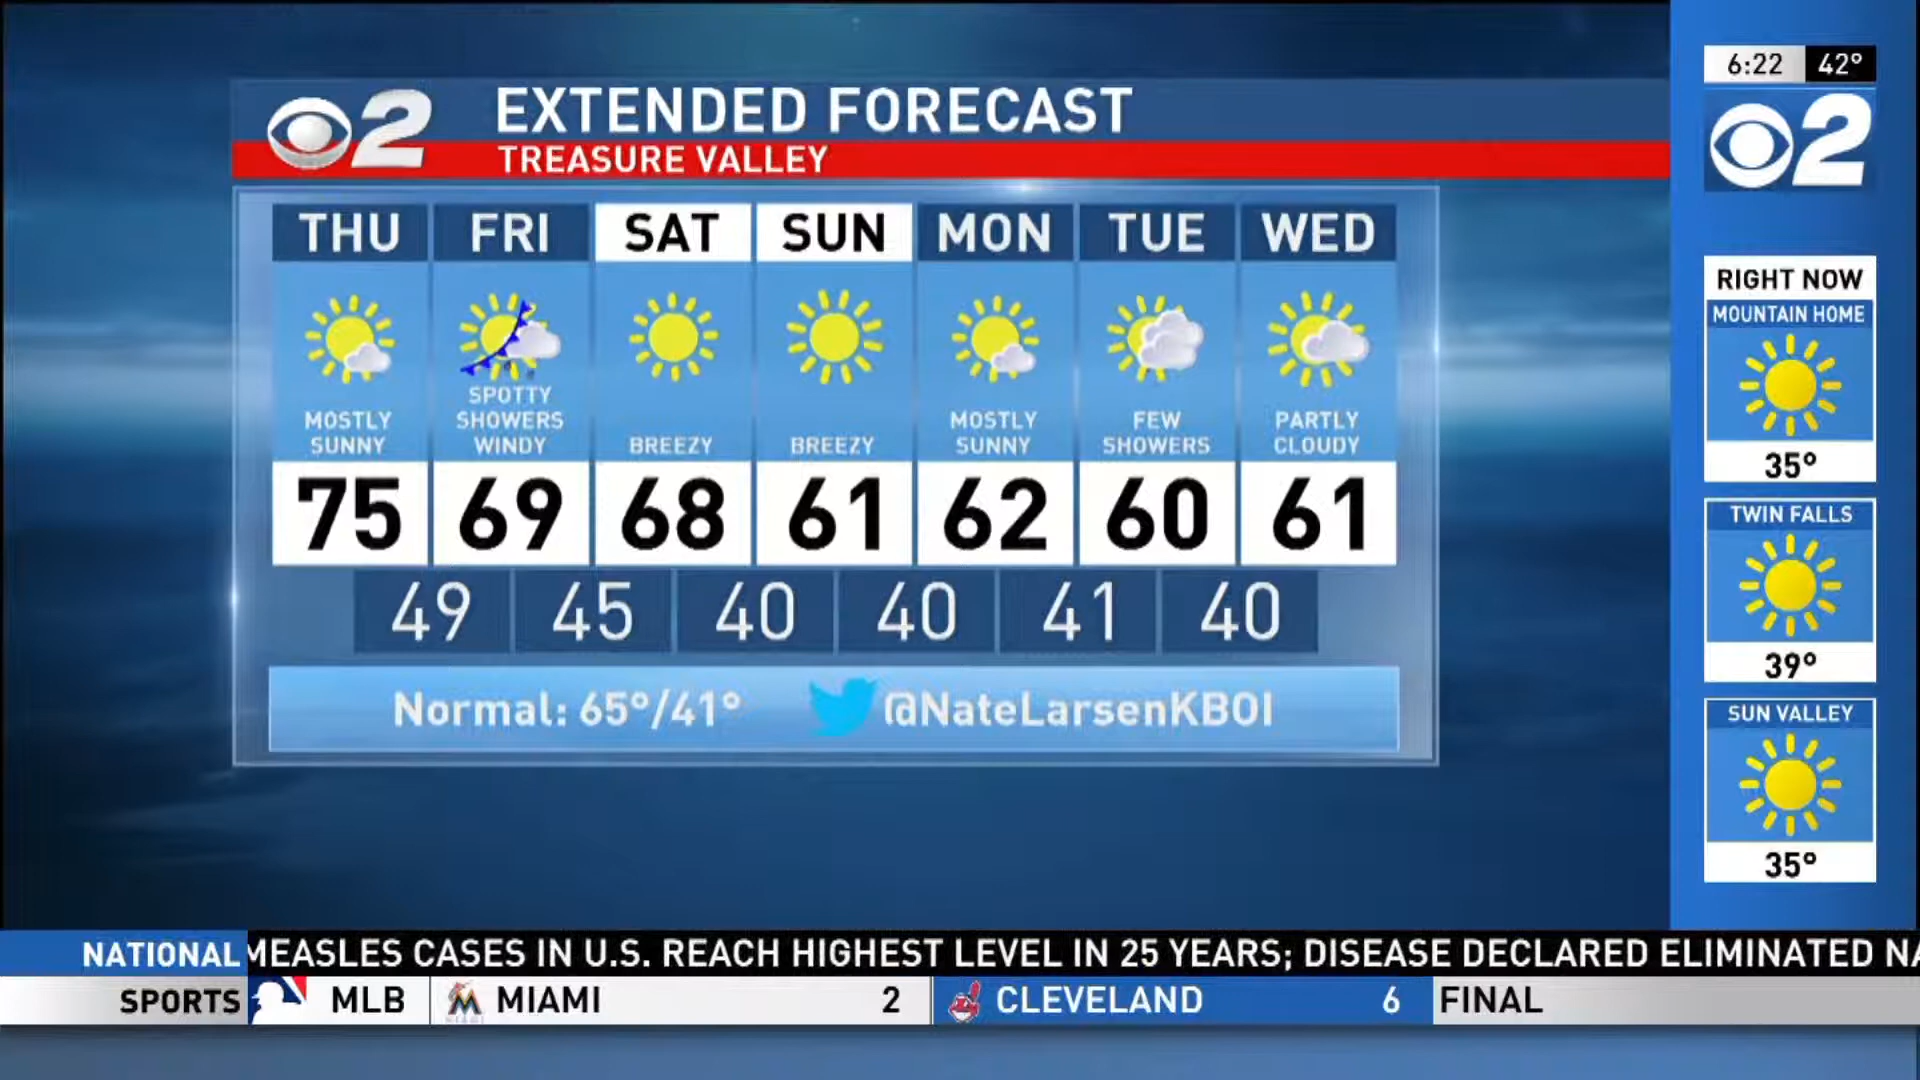 2
EXTENDED FORECAST
TREASURE VALLEY
THU FRI SAT SUN MON TUE WED
MOSTLY SUNNY
SPOTTY SHOWERS WINDY
BREEZY
BREEZY
MOSTLY SUNNY
FEW SHOWERS
PARTLY CLOUDY
75 69 68 61 62 60 61
49 45 40 40 41 40
Normal: 65°/41° @NateLarsenKBOI
6:22 42°
2
RIGHT NOW
MOUNTAIN HOME
35°
TWIN FALLS
39°
SUN VALLEY
35°
NATIONAL MEASLES CASES IN U.S. REACH HIGHEST LEVEL IN 25 YEARS; DISEASE DECLARED ELIMINATED NA
SPORTS MLB MIAMI 2 CLEVELAND 6 FINAL